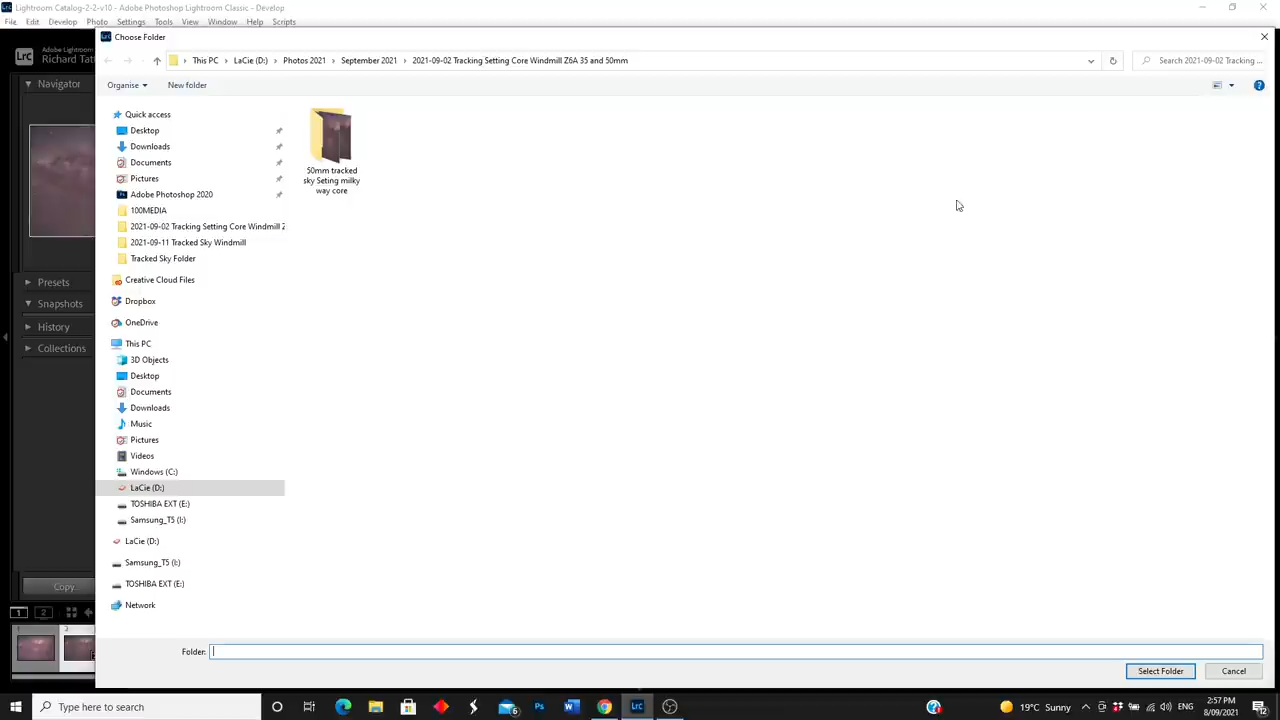 Lightroom Catalog-2-2-v10 - Adobe Photoshop Lightroom Classic - Develop
File Edit Develop Photo Settings Tools View Window Help Scripts
Choose Folder
Lrc
Adobe Lightroom
Richard Tat
This PC > LaCie (D:) > Photos 2021 > September 2021 > 2021-09-02 Tracking Setting Core Windmill Z6A 35 and 50mm
Search 2021-09-02 Tracking ...
Organise
New folder
Navigator
Presets
Snapshots
History
Collections
Copy...
1 2
Quick access
Desktop
Downloads
Documents
Pictures
Adobe Photoshop 2020
100MEDIA
2021-09-02 Tracking Setting Core Windmill Z
2021-09-11 Tracked Sky Windmill
Tracked Sky Folder
Creative Cloud Files
Dropbox
OneDrive
This PC
3D Objects
Desktop
Documents
Downloads
Music
Pictures
Videos
Windows (C:)
LaCie (D:)
TOSHIBA EXT (E:)
Samsung_T5 (I:)
LaCie (D:)
Samsung_T5 (I:)
TOSHIBA EXT (E:)
Network
50mm tracked
sky Seting milky
way core
Folder:
Select Folder
Cancel
Type here to search
19°C Sunny
ENG
2:57 PM
8/09/2021